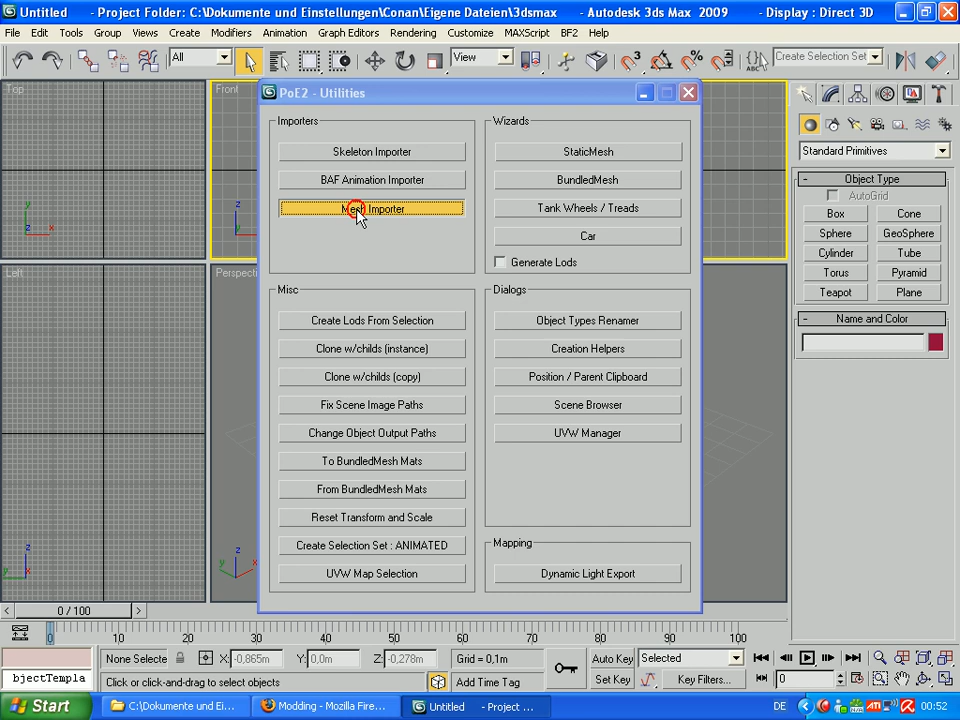 Untitled - Project Folder: C:\Dokumente und Einstellungen\Conan\Eigene Dateien\3dsmax - Autodesk 3ds Max 2009 - Display : Direct 3D
File Edit Tools Group Views Create Modifiers Animation Graph Editors Rendering Customize MAXScript BF2 Help
All View Create Selection Set
Top Front
PoE2 - Utilities
Importers Wizards
Skeleton Importer StaticMesh
BAF Animation Importer BundledMesh
Mesh Importer Tank Wheels / Treads
Car
Generate Lods
Misc Dialogs
Create Lods From Selection Object Types Renamer
Clone w/childs (instance) Creation Helpers
Clone w/childs (copy) Position / Parent Clipboard
Fix Scene Image Paths Scene Browser
Change Object Output Paths UVW Manager
To BundledMesh Mats
From BundledMesh Mats
Reset Transform and Scale
Create Selection Set : ANIMATED Mapping
UVW Map Selection Dynamic Light Export
Left Perspecti
Standard Primitives
- Object Type
AutoGrid
Box Cone
Sphere GeoSphere
Cylinder Tube
Torus Pyramid
Teapot Plane
- Name and Color
z
y
x
z
x
z
y
z
y
x
< 0 / 100 >
0 10 20 30 40 50 60 70 80 90 100
None Selecte X: -0,865m Y: 0,0m Z: -0,278m Grid = 0,1m Auto Key Selected
bjectTempla Click or click-and-drag to select objects Add Time Tag Set Key Key Filters... 0
Start C:\Dokumente und Ei... Modding - Mozilla Fire... Untitled - Project ... DE 00:52